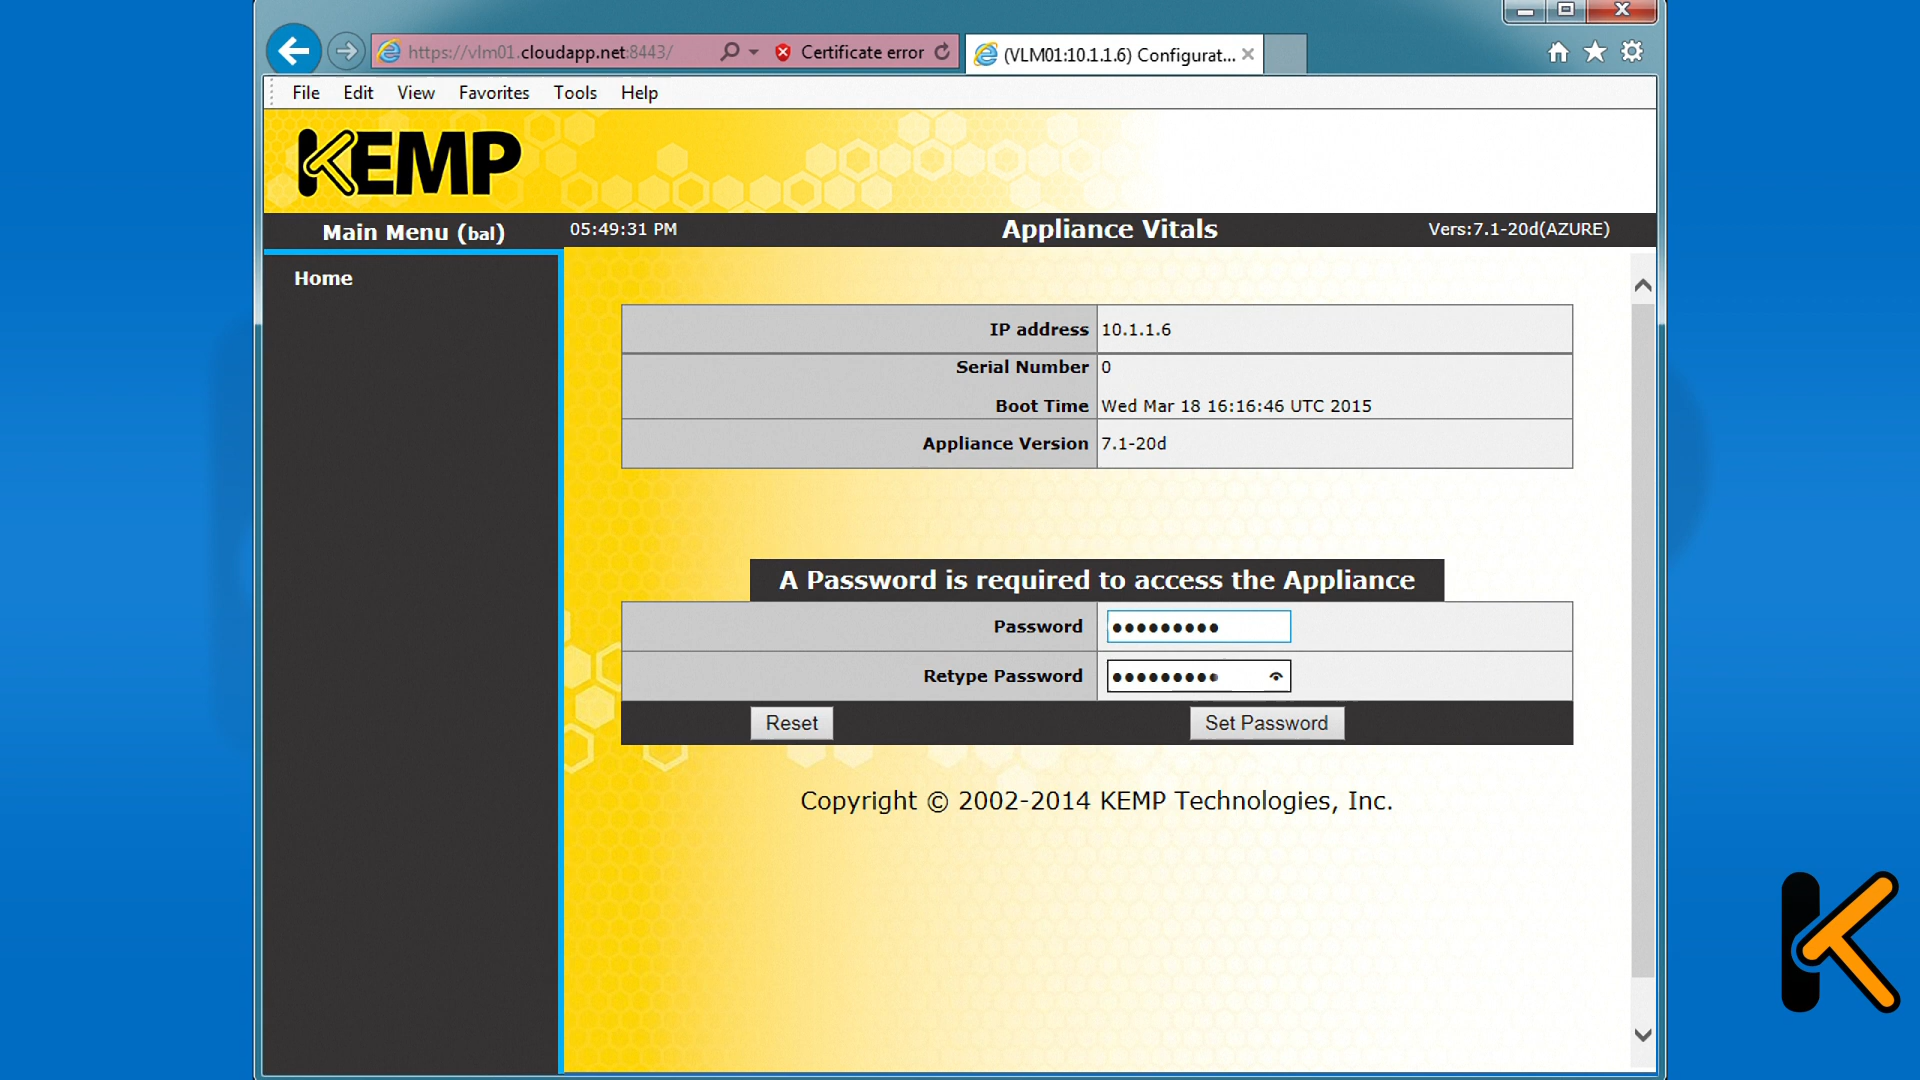 https://vlm01.cloudapp.net:8443/
Certificate error
(VLM01:10.1.1.6) Configurat...
File Edit View Favorites Tools Help
KEMP
Main Menu (bal)
05:49:31 PM
Appliance Vitals
Vers:7.1-20d(AZURE)
Home
IP address 10.1.1.6
Serial Number 0
Boot Time Wed Mar 18 16:16:46 UTC 2015
Appliance Version 7.1-20d
A Password is required to access the Appliance
Password ●●●●●●●●●
Retype Password ●●●●●●●●●
Reset Set Password
Copyright © 2002-2014 KEMP Technologies, Inc.
K